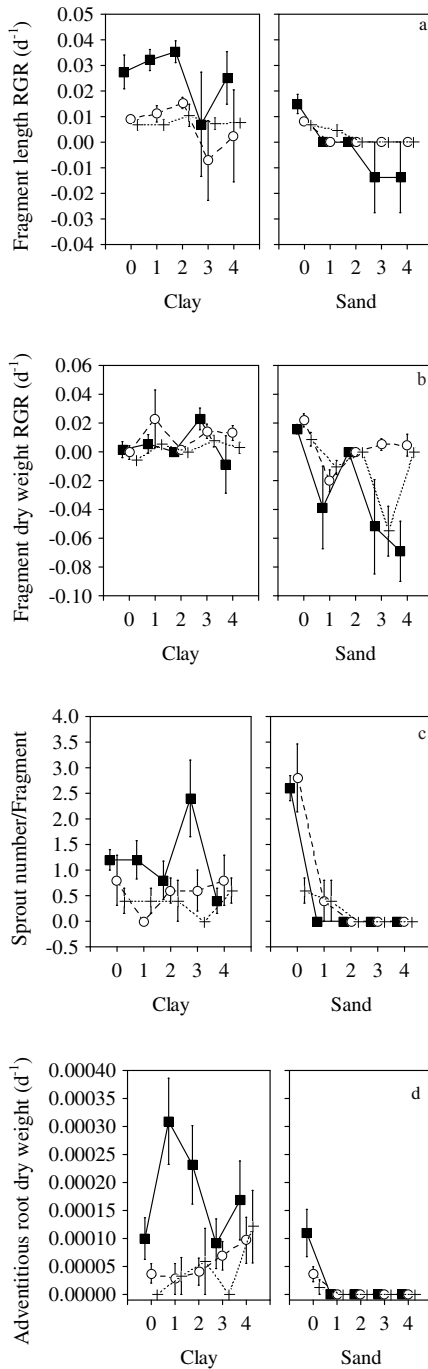 Fragment length RGR (d-1)
0.05
0.04
0.03
0.02
0.01
0.00
-0.01
-0.02
-0.03
-0.04
a
0 1 2 3 4
0 1 2 3 4
Clay
Sand
Fragment dry weight RGR (d-1)
0.06
0.04
0.02
0.00
-0.02
-0.04
-0.06
-0.08
-0.10
b
0 1 2 3 4
0 1 2 3 4
Clay
Sand
Sprout number/Fragment
4.0
3.5
3.0
2.5
2.0
1.5
1.0
0.5
0.0
-0.5
c
0 1 2 3 4
0 1 2 3 4
Clay
Sand
Adventitious root dry weight (d-1)
0.00040
0.00035
0.00030
0.00025
0.00020
0.00015
0.00010
0.00005
0.00000
d
0 1 2 3 4
0 1 2 3 4
Clay
Sand